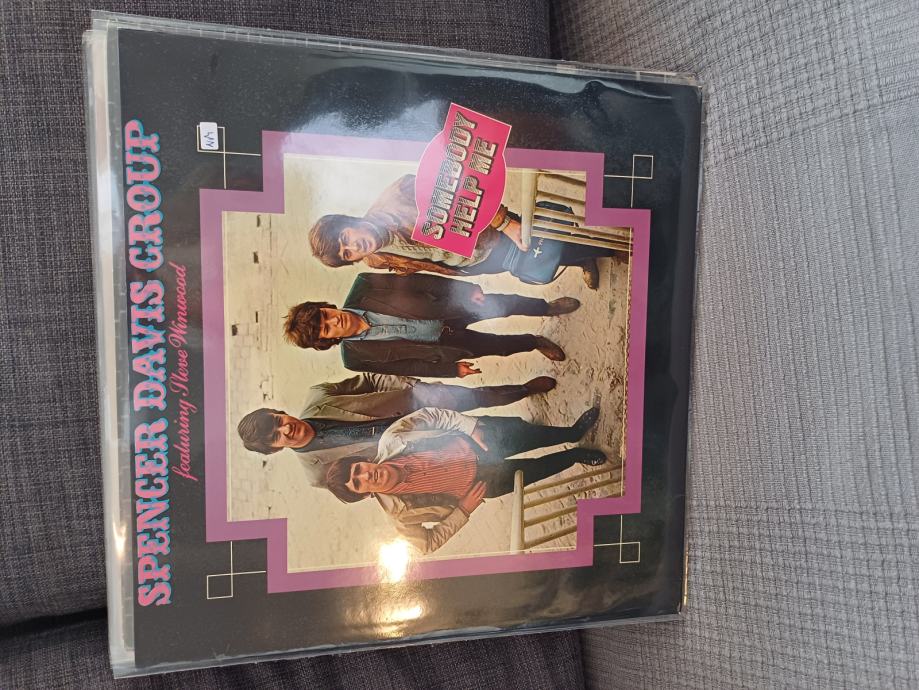 SPENCER DAVIS GROUP
featuring Steve Winwood
SOMEBODY
HELP ME